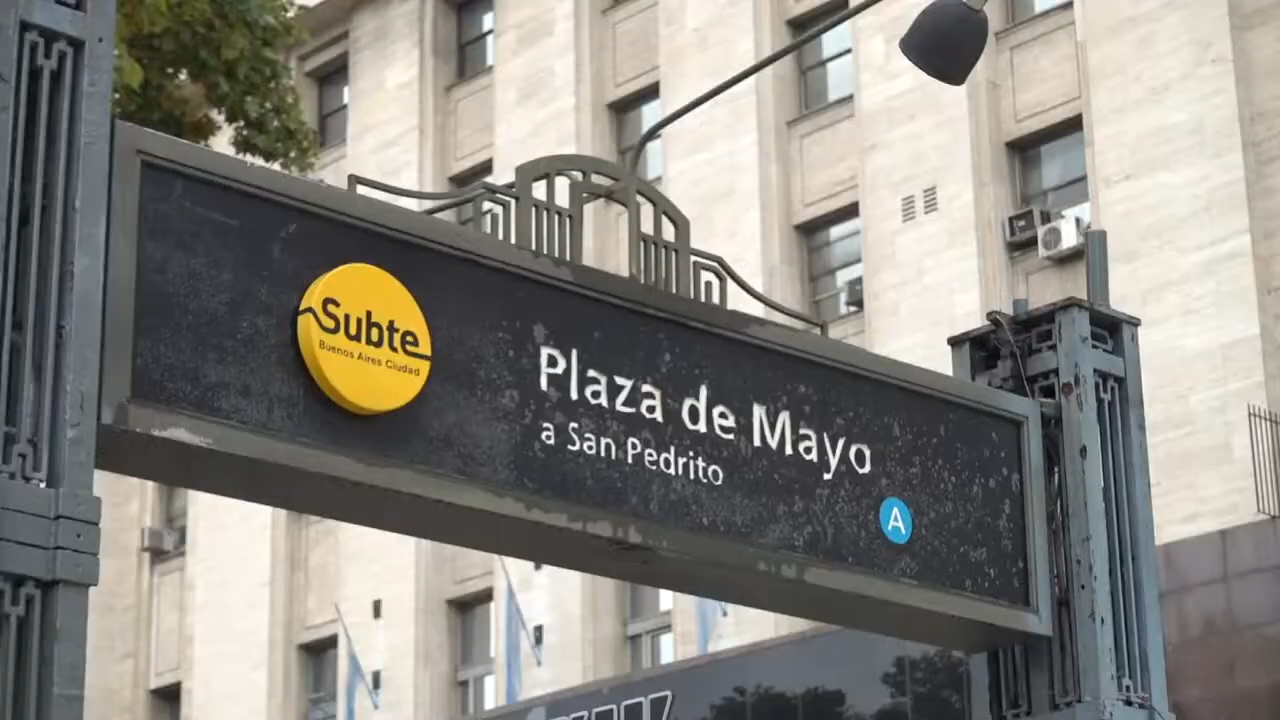 Subte
Buenos Aires Ciudad
Plaza de Mayo
a San Pedrito
A